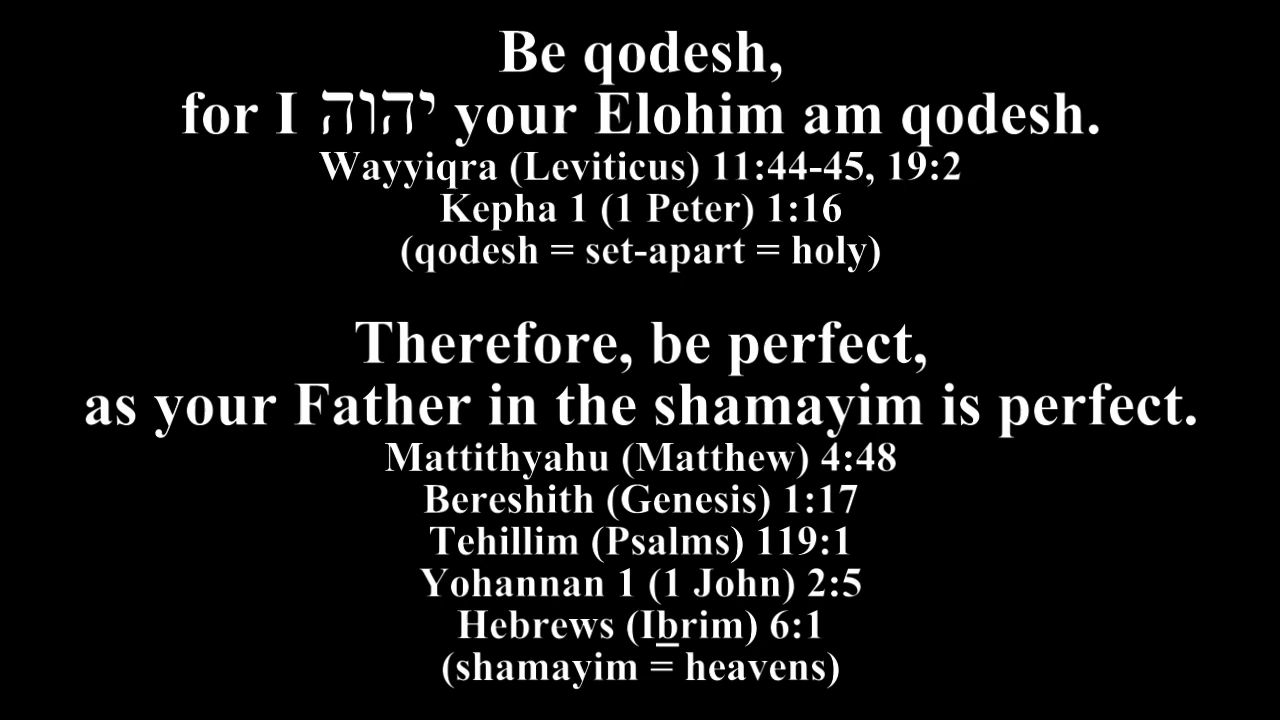 Be qodesh,
for I יהוה your Elohim am qodesh.
Wayyiqra (Leviticus) 11:44-45, 19:2
Kepha 1 (1 Peter) 1:16
(qodesh = set-apart = holy)
Therefore, be perfect,
as your Father in the shamayim is perfect.
Mattithyahu (Matthew) 4:48
Bereshith (Genesis) 1:17
Tehillim (Psalms) 119:1
Yohannan 1 (1 John) 2:5
Hebrews (Iḇrim) 6:1
(shamayim = heavens)